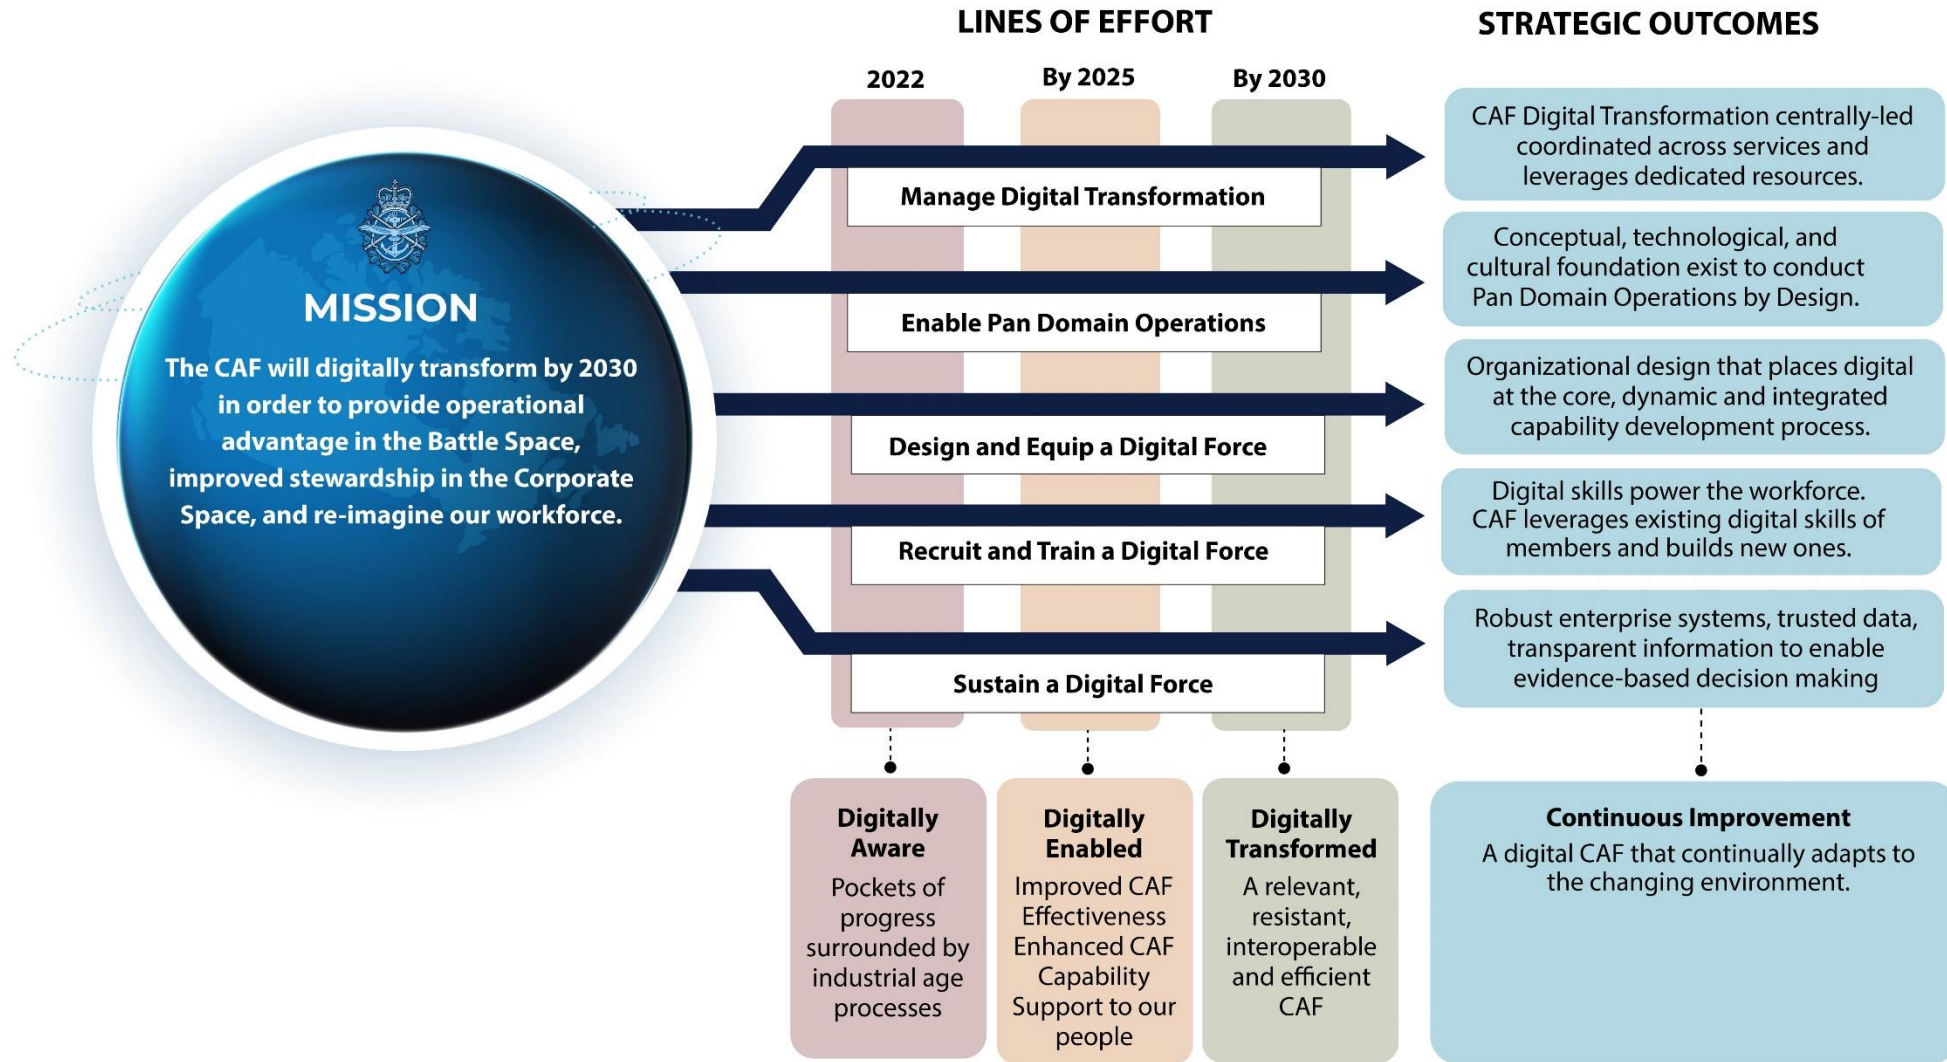 LINES OF EFFORT
STRATEGIC OUTCOMES
2022
By 2025
By 2030
MISSION
The CAF will digitally transform by 2030
in order to provide operational
advantage in the Battle Space,
improved stewardship in the Corporate
Space, and re-imagine our workforce.
Manage Digital Transformation
CAF Digital Transformation centrally-led
coordinated across services and
leverages dedicated resources.
Enable Pan Domain Operations
Conceptual, technological, and
cultural foundation exist to conduct
Pan Domain Operations by Design.
Design and Equip a Digital Force
Organizational design that places digital
at the core, dynamic and integrated
capability development process.
Recruit and Train a Digital Force
Digital skills power the workforce.
CAF leverages existing digital skills of
members and builds new ones.
Sustain a Digital Force
Robust enterprise systems, trusted data,
transparent information to enable
evidence-based decision making
Digitally
Aware
Pockets of
progress
surrounded by
industrial age
processes
Digitally
Enabled
Improved CAF
Effectiveness
Enhanced CAF
Capability
Support to our
people
Digitally
Transformed
A relevant,
resistant,
interoperable
and efficient
CAF
Continuous Improvement
A digital CAF that continually adapts to
the changing environment.